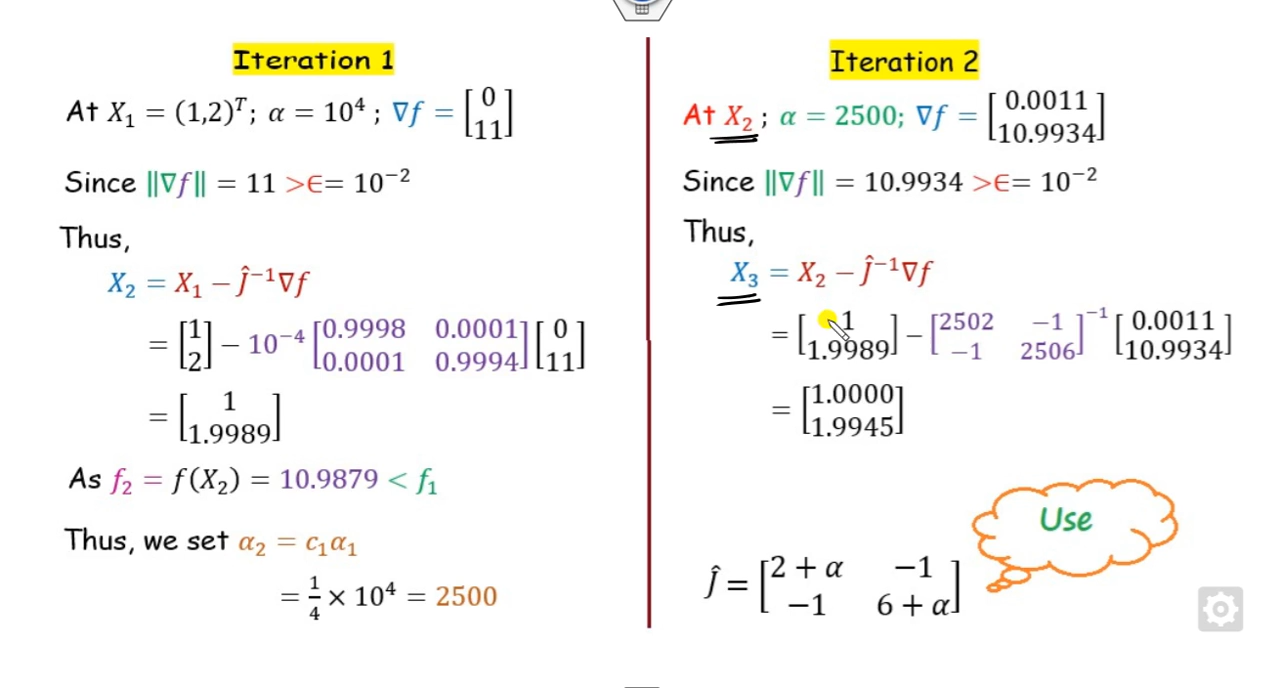 Iteration 1
At X₁ = (1,2)ᵀ; α = 10⁴ ; ∇f = [0
11]
Since ||∇f|| = 11 >∈= 10⁻²
Thus,
X₂ = X₁ − Ĵ⁻¹∇f
= [1
2] − 10⁻⁴ [0.9998 0.0001
0.0001 0.9994] [0
11]
= [1
1.9989]
As f₂ = f(X₂) = 10.9879 < f₁
Thus, we set α₂ = c₁α₁
= 1/4 × 10⁴ = 2500
Iteration 2
At X₂ ; α = 2500; ∇f = [0.0011
10.9934]
Since ||∇f|| = 10.9934 >∈= 10⁻²
Thus,
X₃ = X₂ − Ĵ⁻¹∇f
= [1
1.9989] − [2502 −1
−1 2506]⁻¹ [0.0011
10.9934]
= [1.0000
1.9945]
Use
Ĵ = [2 + α −1
−1 6 + α]